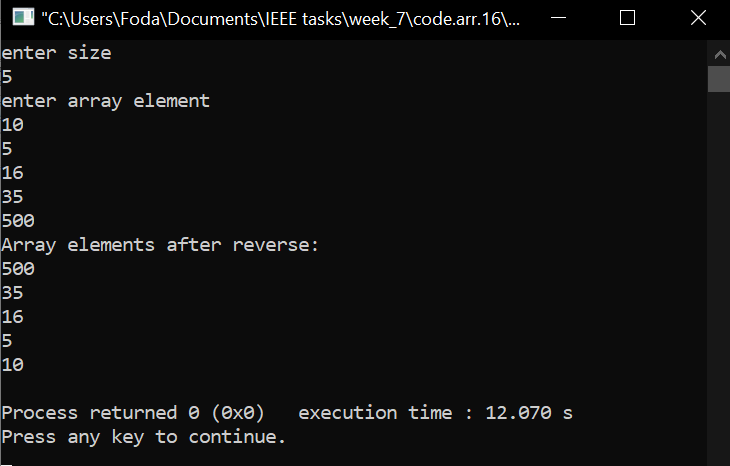 "C:\Users\Foda\Documents\IEEE tasks\week_7\code.arr.16\...
enter size
5
enter array element
10
5
16
35
500
Array elements after reverse:
500
35
16
5
10
Process returned 0 (0x0)   execution time : 12.070 s
Press any key to continue.